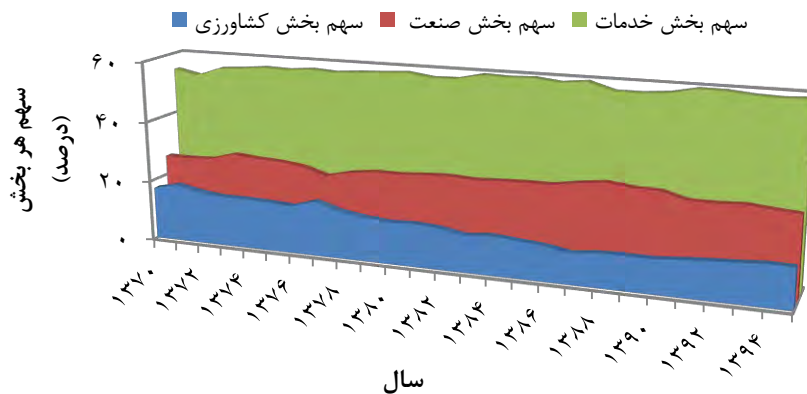 سهم بخش کشاورزی سهم بخش صنعت سهم بخش خدمات
۶۰
۴۰
۲۰
۰
سهم هر بخش
(درصد)
۱۳۷۰ ۱۳۷۲ ۱۳۷۴ ۱۳۷۶ ۱۳۷۸ ۱۳۸۰ ۱۳۸۲ ۱۳۸۴ ۱۳۸۶ ۱۳۸۸ ۱۳۹۰ ۱۳۹۲ ۱۳۹۴
سال